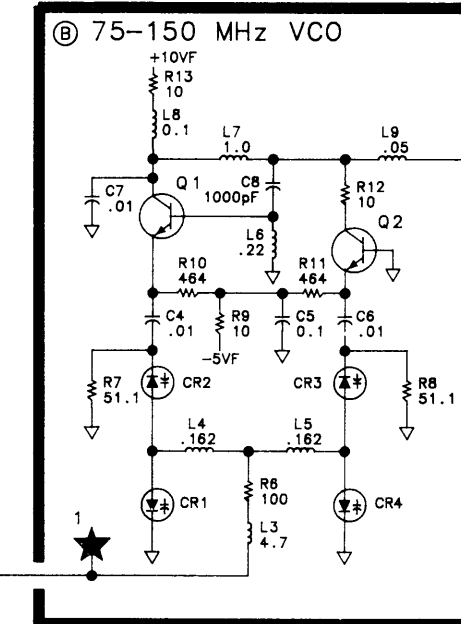 B 75-150 MHz VCO
+10VF
R13
10
L8
0.1
L7
1.0
L9
.05
C7
.01
Q1
C8
1000pF
R12
10
Q2
L6
.22
R10
464
R11
464
C4
.01
R9
10
-5VF
C5
0.1
C6
.01
R7
51.1
CR2
CR3
R8
51.1
L4
.162
L5
.162
R6
100
CR1
CR4
L3
4.7
1